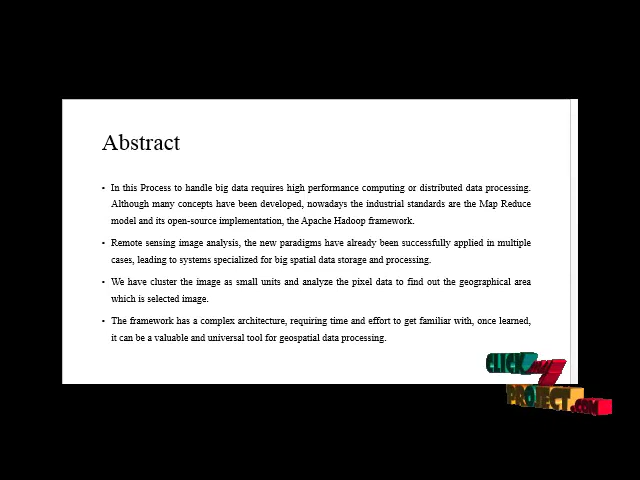 Abstract
• In this Process to handle big data requires high performance computing or distributed data processing.
Although many concepts have been developed, nowadays the industrial standards are the Map Reduce
model and its open-source implementation, the Apache Hadoop framework.
• Remote sensing image analysis, the new paradigms have already been successfully applied in multiple
cases, leading to systems specialized for big spatial data storage and processing.
• We have cluster the image as small units and analyze the pixel data to find out the geographical area
which is selected image.
• The framework has a complex architecture, requiring time and effort to get familiar with, once learned,
it can be a valuable and universal tool for geospatial data processing.
CLICK MY
PROJECT.COM